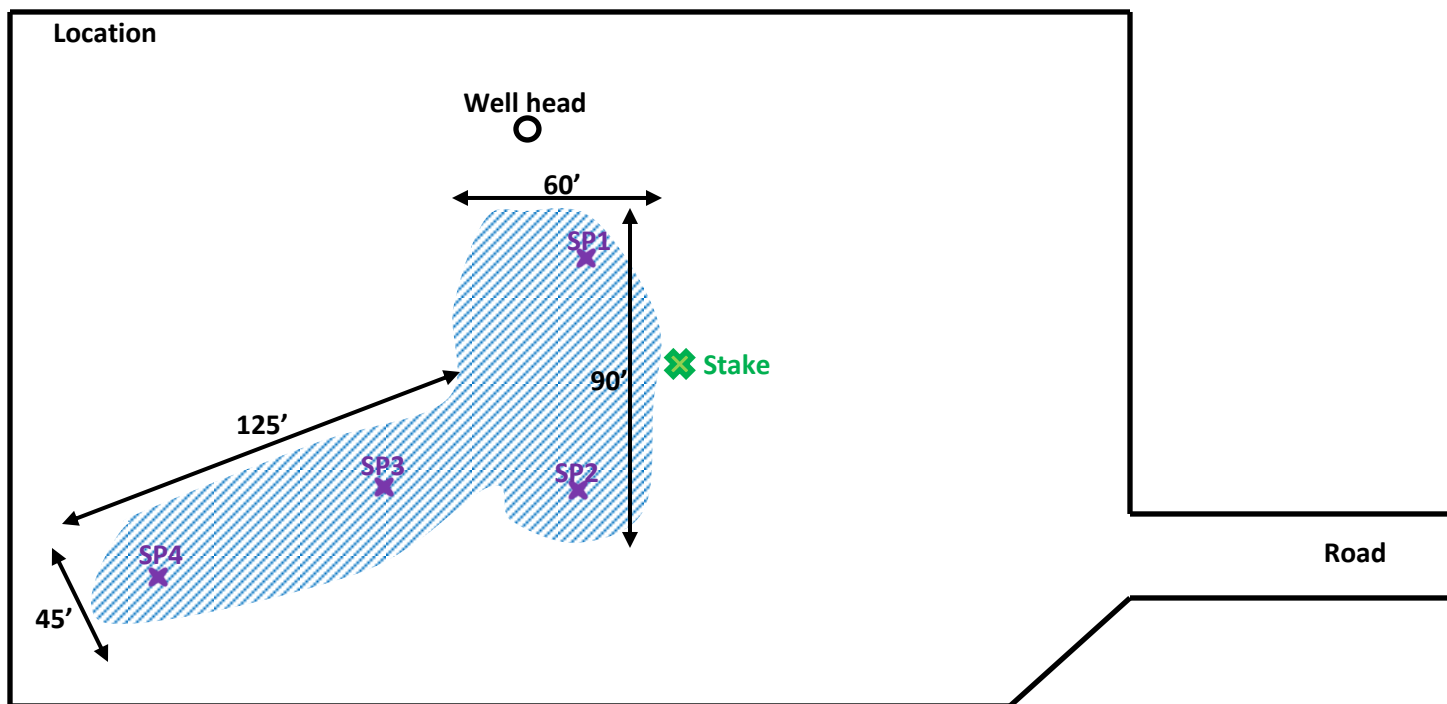 Location
Well head
60’
SP1
Stake
90’
125’
SP3
SP2
SP4
Road
45’